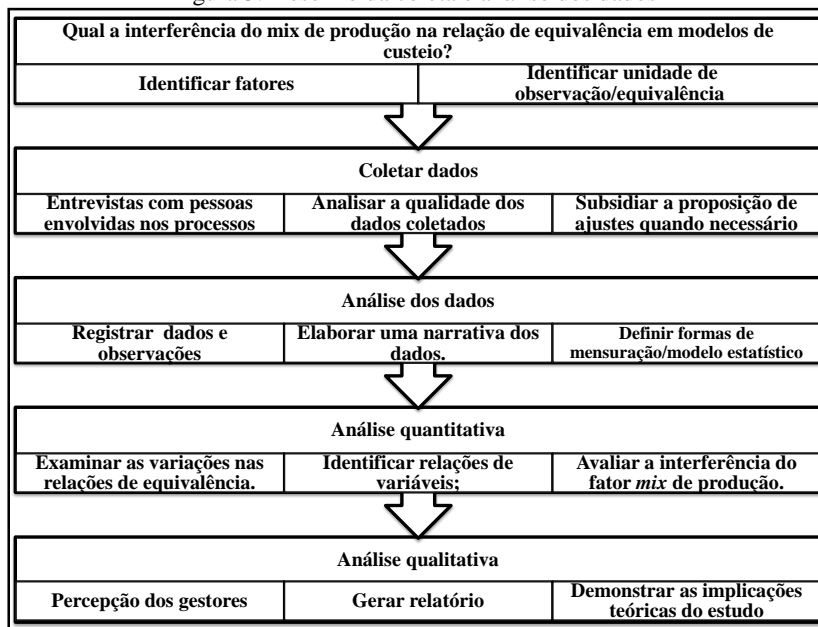 Qual a interferência do mix de produção na relação de equivalência em modelos de
custeio?
Identificar fatores
Identificar unidade de
observação/equivalência
Coletar dados
Entrevistas com pessoas
envolvidas nos processos
Analisar a qualidade dos
dados coletados
Subsidiar a proposição de
ajustes quando necessário
Análise dos dados
Registrar dados e
observações
Elaborar uma narrativa dos
dados.
Definir formas de
mensuração/modelo estatístico
Análise quantitativa
Examinar as variações nas
relações de equivalência.
Identificar relações de
variáveis;
Avaliar a interferência do
fator mix de produção.
Análise qualitativa
Percepção dos gestores
Gerar relatório
Demonstrar as implicações
teóricas do estudo